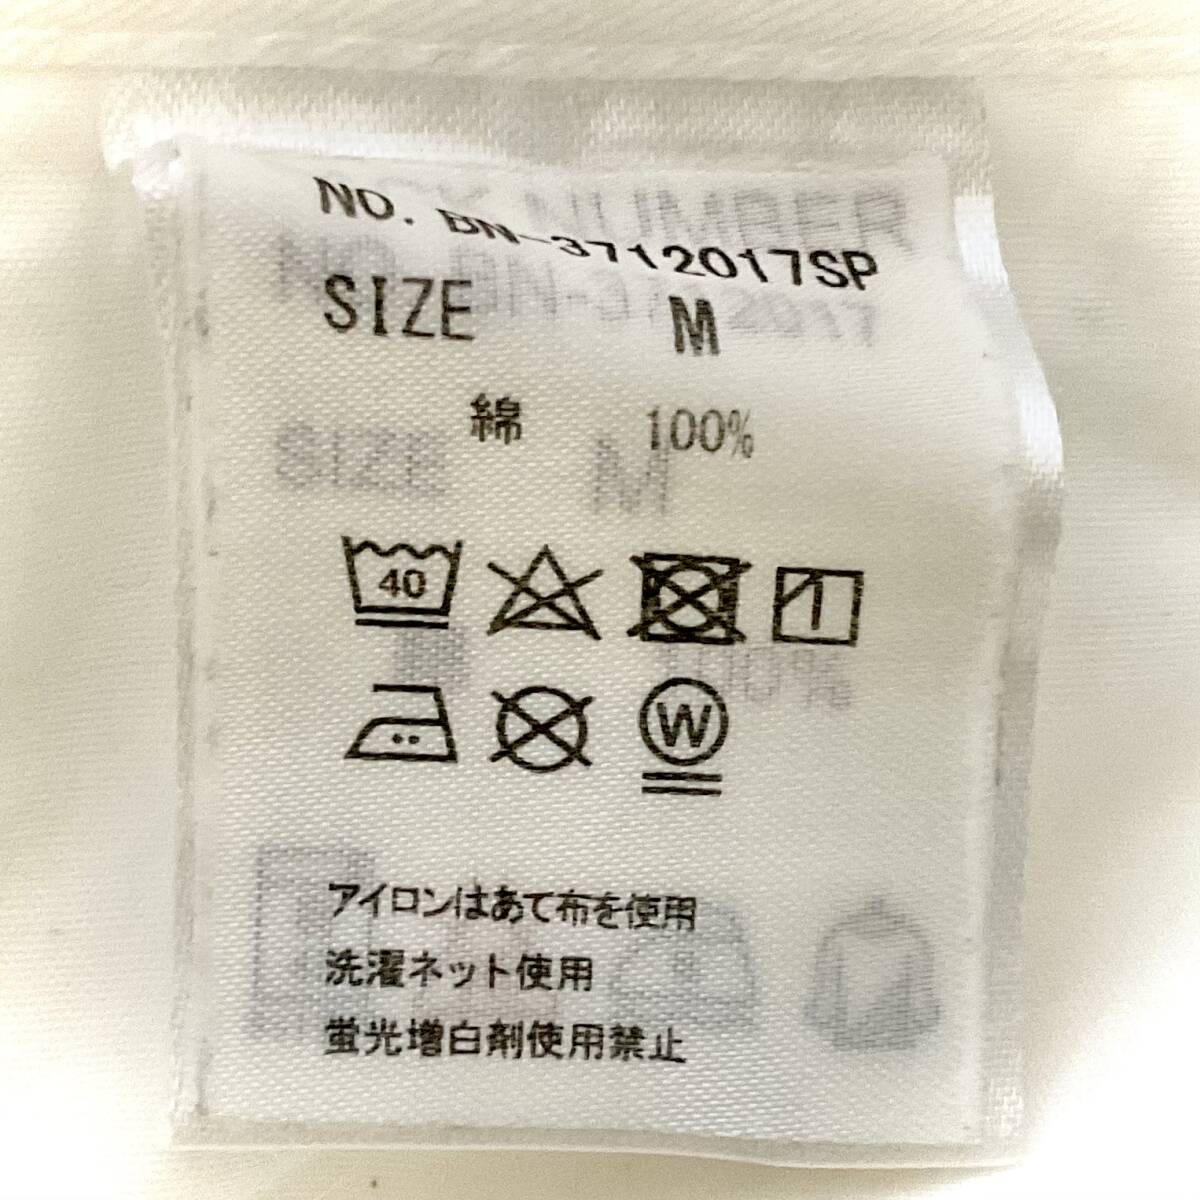 NO. BN-3712017SP
SIZE M
綿 100%
40
W
アイロンはあて布を使用
洗濯ネット使用
蛍光増白剤使用禁止